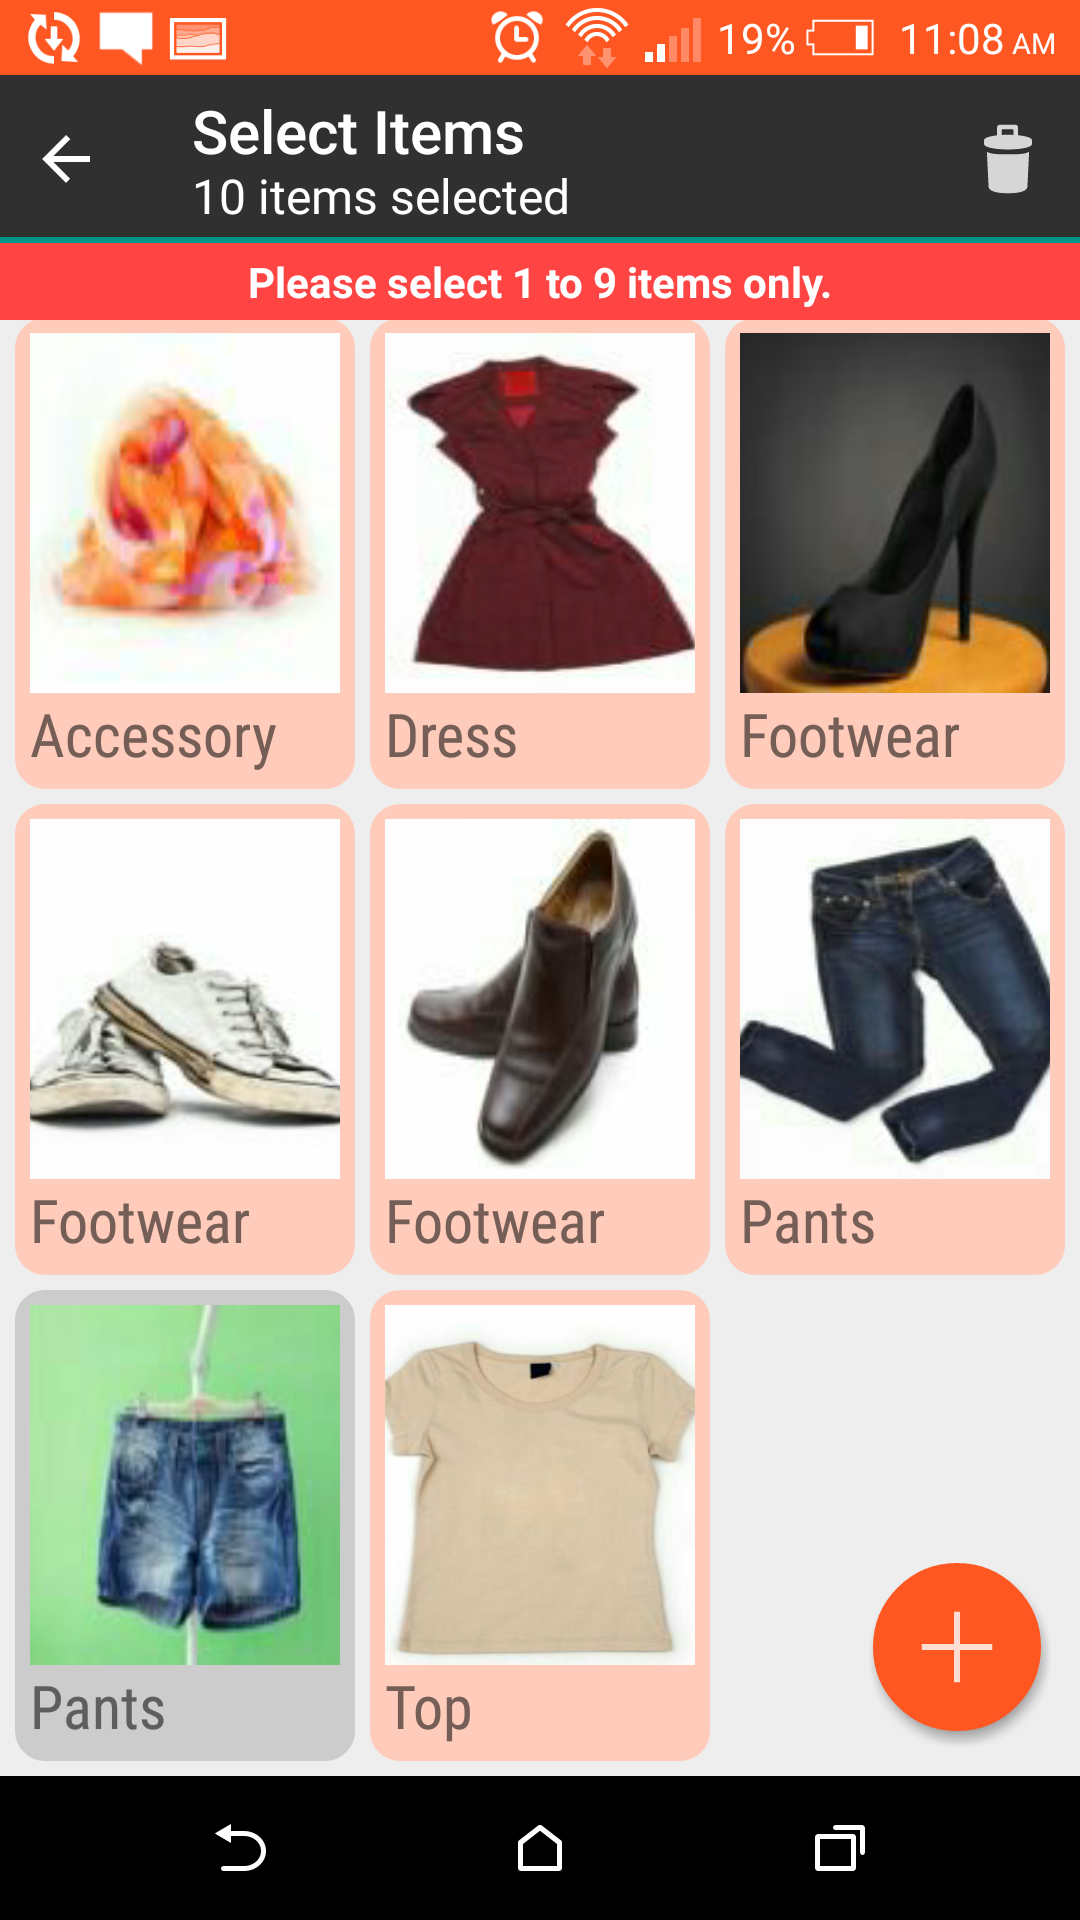 19% 11:08 AM
Select Items
10 items selected
Please select 1 to 9 items only.
Accessory Dress Footwear
Footwear Footwear Pants
Pants Top